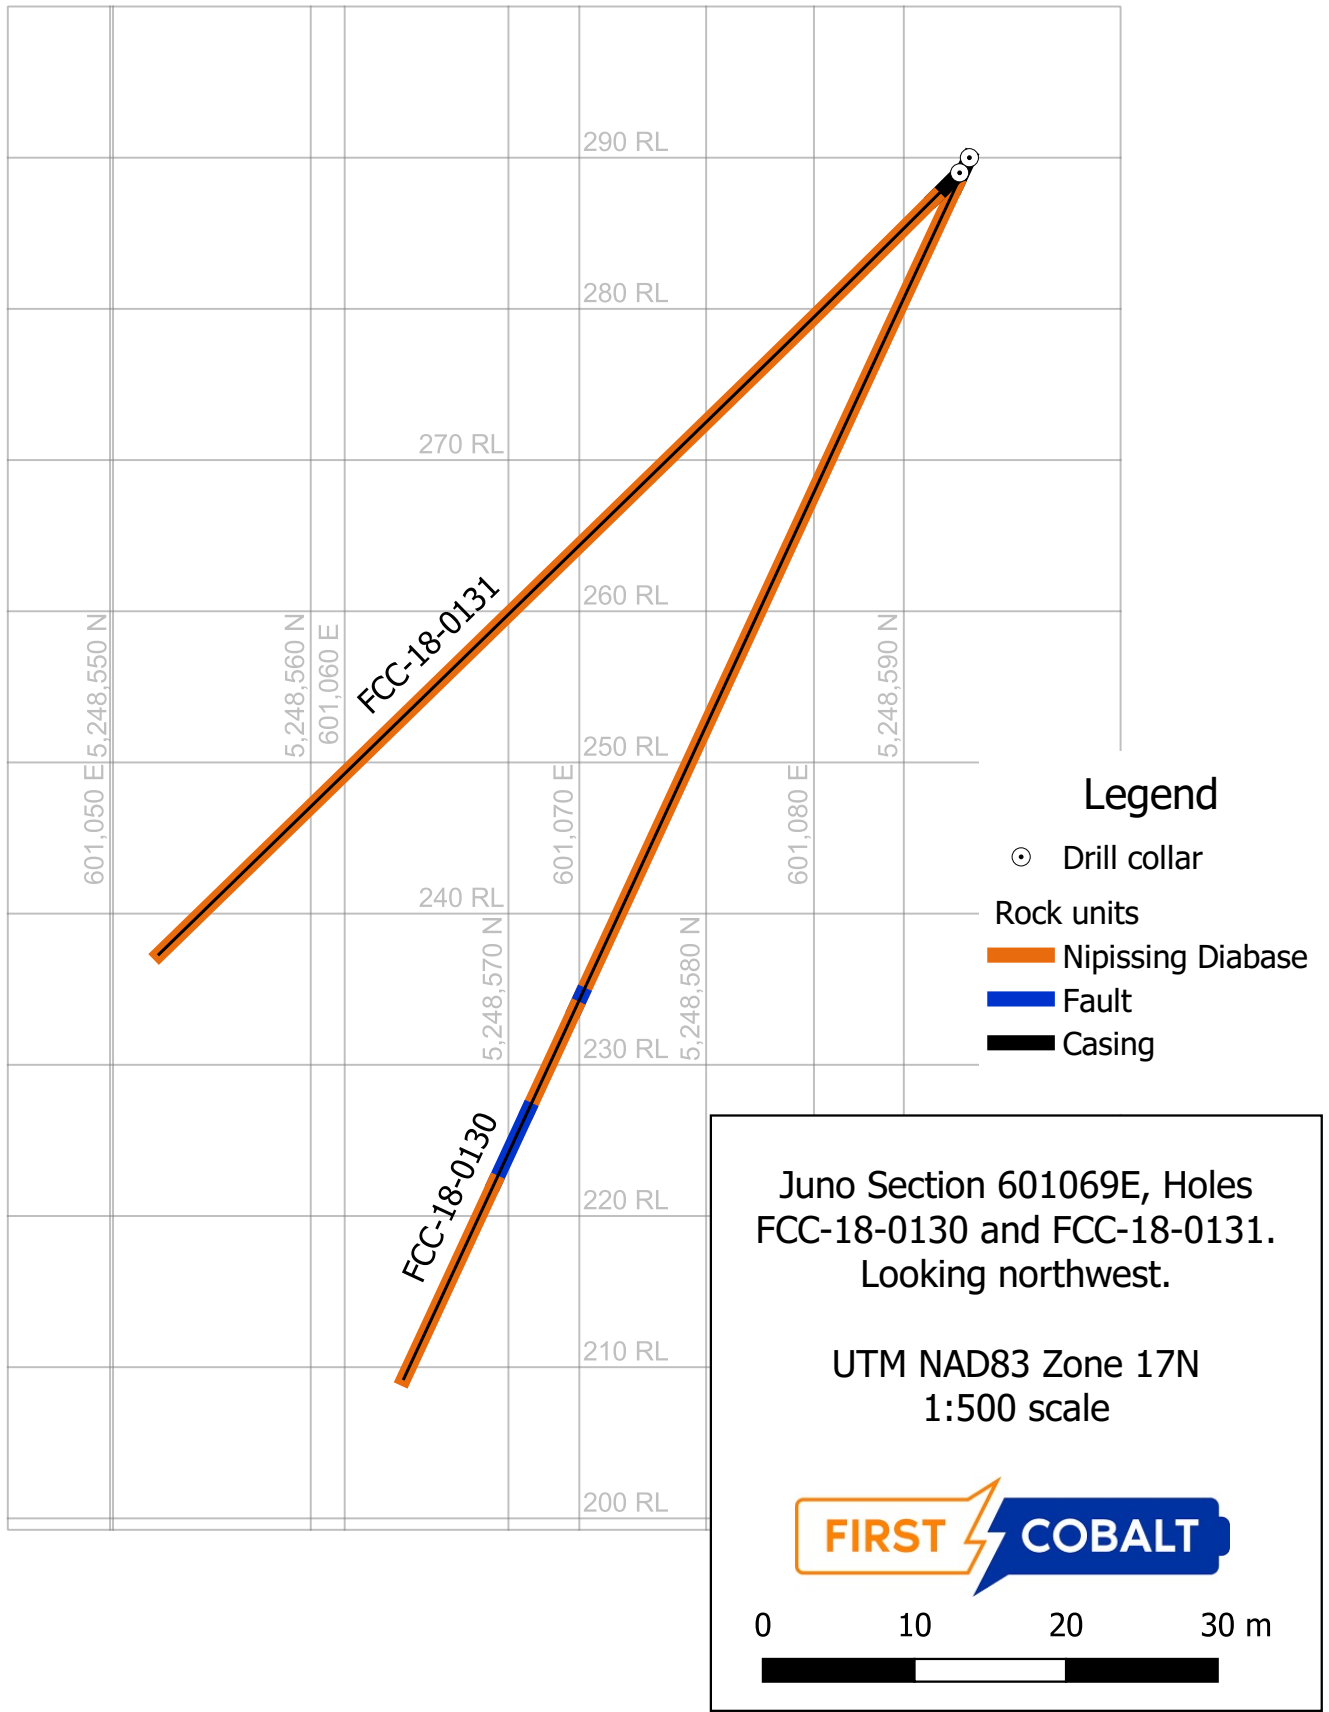 290 RL
280 RL
270 RL
260 RL
FCC-18-0131
5,248,550 N
5,248,560 N
601,060 E
5,248,590 N
250 RL
601,050 E
601,070 E
601,080 E
240 RL
5,248,570 N
5,248,580 N
230 RL
FCC-18-0130
220 RL
210 RL
200 RL
Legend
Drill collar
Rock units
Nipissing Diabase
Fault
Casing
Juno Section 601069E, Holes
FCC-18-0130 and FCC-18-0131.
Looking northwest.
UTM NAD83 Zone 17N
1:500 scale
FIRST COBALT
0 10 20 30 m